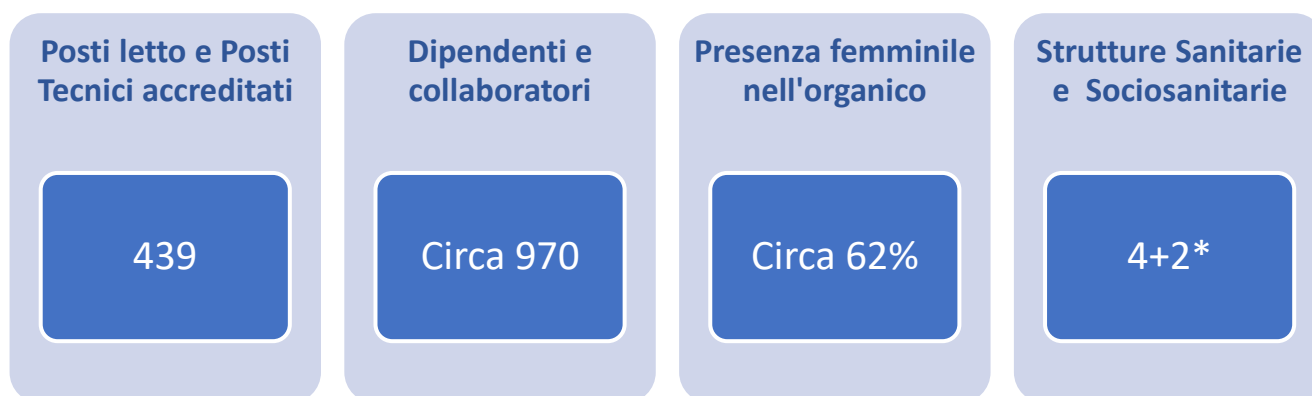 Posti letto e Posti
Tecnici accreditati
439
Dipendenti e
collaboratori
Circa 970
Presenza femminile
nell'organico
Circa 62%
Strutture Sanitarie
e Sociosanitarie
4+2*